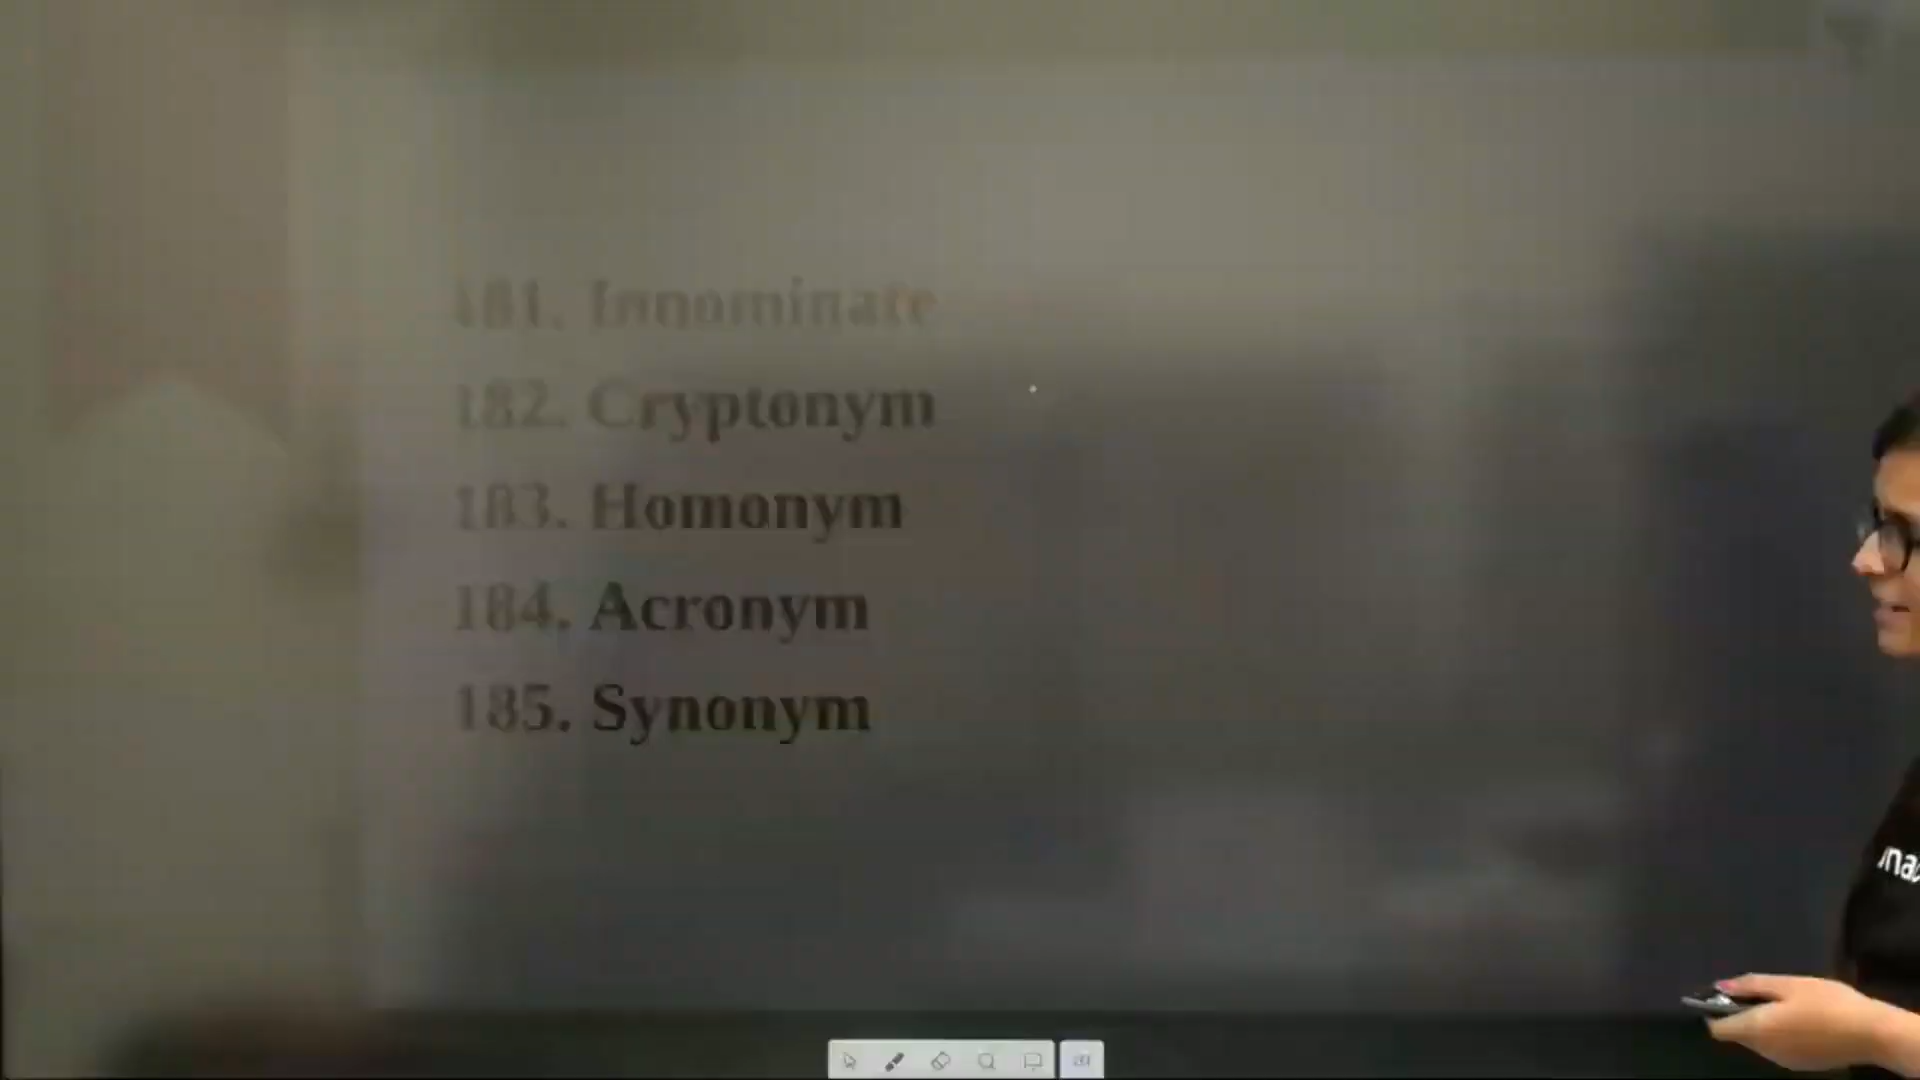 181. Innominate
182. Cryptonym
183. Homonym
184. Acronym
185. Synonym